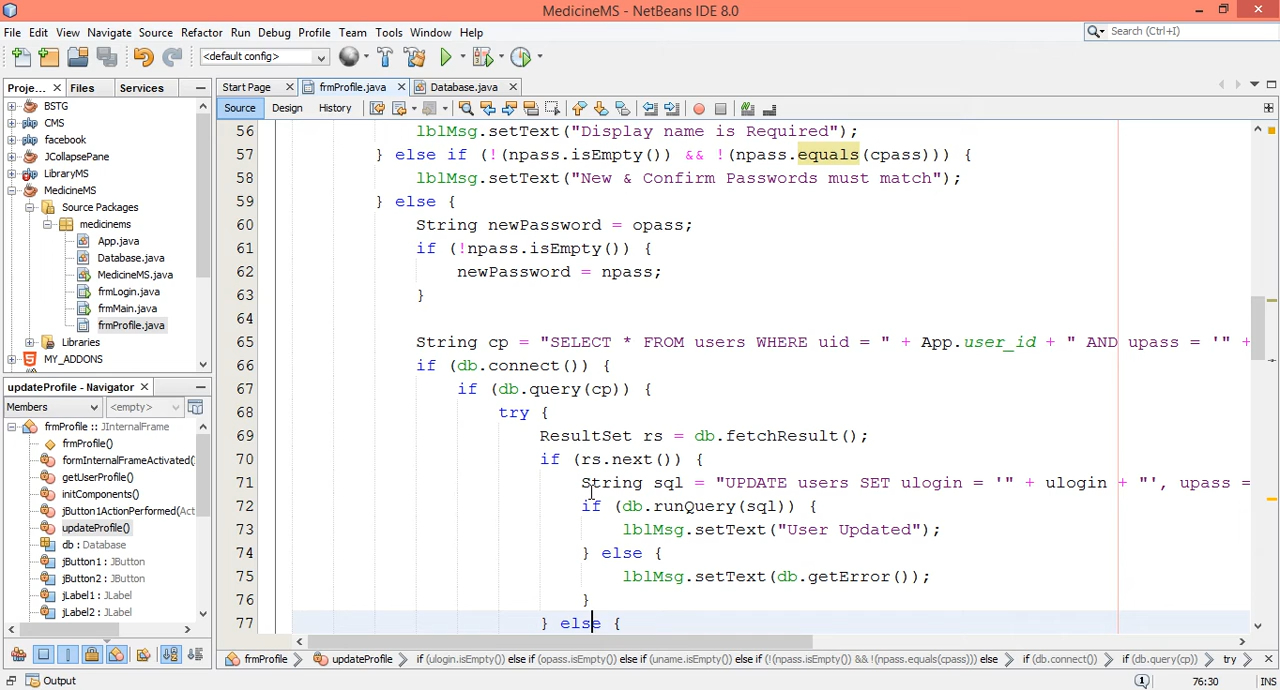 MedicineMS - NetBeans IDE 8.0
File Edit View Navigate Source Refactor Run Debug Profile Team Tools Window Help
Search (Ctrl+I)
<default config>
Proje... Files Services
Start Page frmProfile.java Database.java
Source Design History
BSTG
CMS
facebook
JCollapsePane
LibraryMS
MedicineMS
Source Packages
medicinems
App.java
Database.java
MedicineMS.java
frmLogin.java
frmMain.java
frmProfile.java
Libraries
MY_ADDONS
updateProfile - Navigator
Members <empty>
frmProfile :: JInternalFrame
frmProfile()
formInternalFrameActivated(
getUserProfile()
initComponents()
jButton1ActionPerformed(Act
updateProfile()
db : Database
jButton1 : JButton
jButton2 : JButton
jLabel1 : JLabel
jLabel2 : JLabel
56 lblMsg.setText("Display name is Required");
57 } else if (!(npass.isEmpty()) && !(npass.equals(cpass))) {
58 lblMsg.setText("New & Confirm Passwords must match");
59 } else {
60 String newPassword = opass;
61 if (!npass.isEmpty()) {
62 newPassword = npass;
63 }
64
65 String cp = "SELECT * FROM users WHERE uid = " + App.user_id + " AND upass = '" +
66 if (db.connect()) {
67 if (db.query(cp)) {
68 try {
69 ResultSet rs = db.fetchResult();
70 if (rs.next()) {
71 String sql = "UPDATE users SET ulogin = '" + ulogin + "', upass =
72 if (db.runQuery(sql)) {
73 lblMsg.setText("User Updated");
74 } else {
75 lblMsg.setText(db.getError());
76 }
77 } else {
frmProfile updateProfile if (ulogin.isEmpty()) else if (opass.isEmpty()) else if (uname.isEmpty()) else if (!(npass.isEmpty()) && !(npass.equals(cpass))) else if (db.connect()) if (db.query(cp)) try
Output
1 76:30 INS